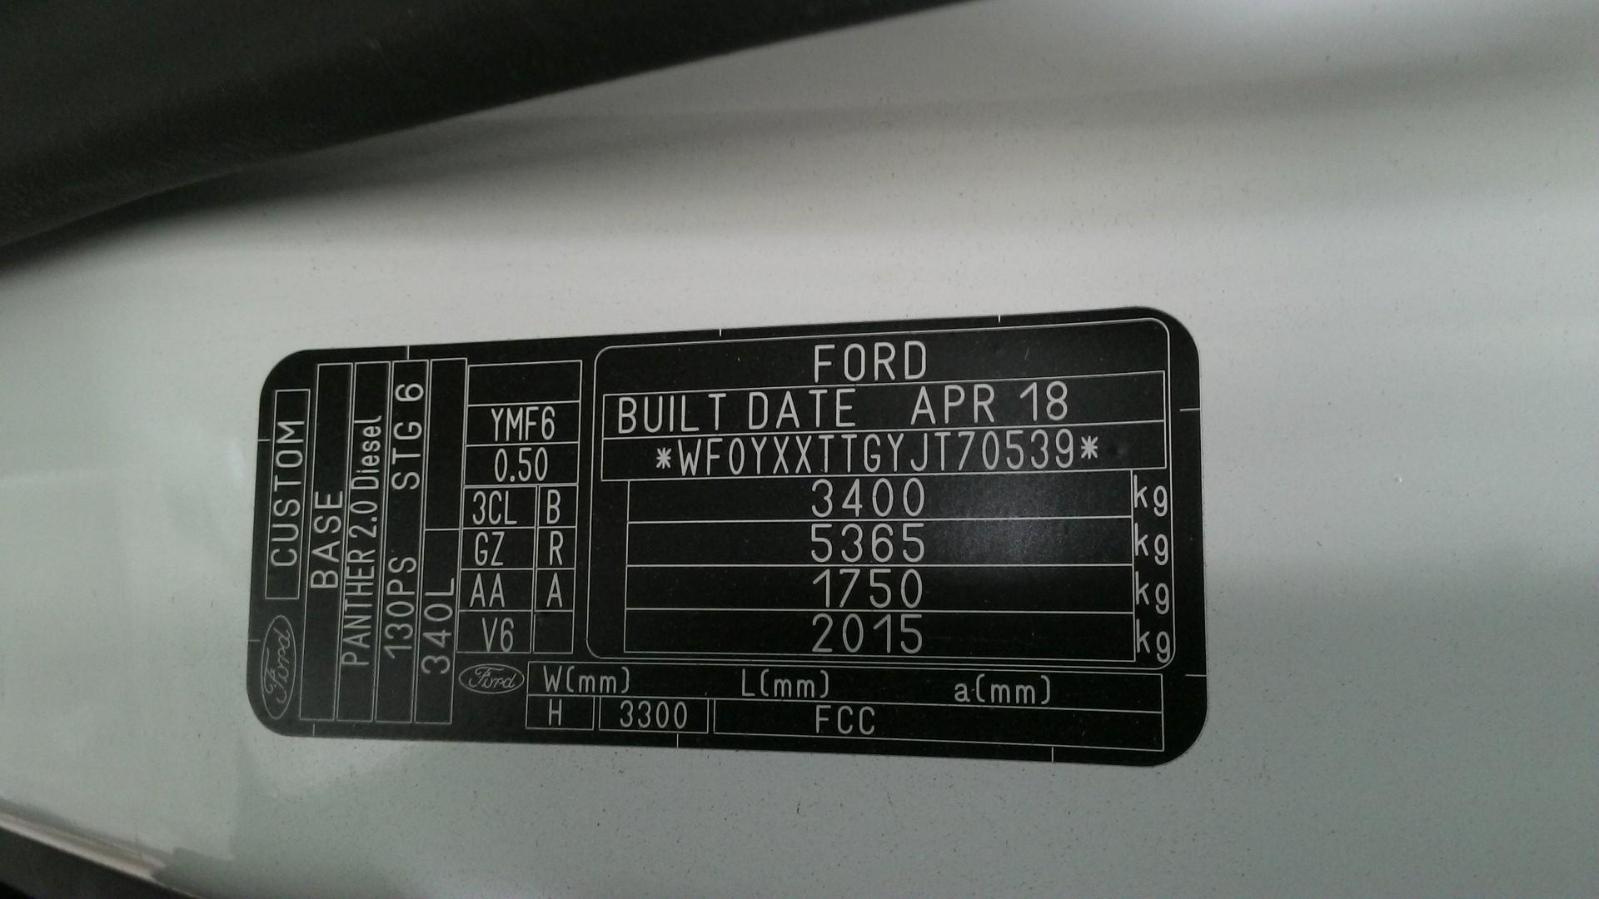 Ford
CUSTOM
BASE
PANTHER 2.0 Diesel
130PS STG 6
340L
YMF6
0.50
3CL B
GZ R
AA A
V6
FORD
BUILT DATE APR 18
*WF0YXXTTGYJT70539*
3400 kg
5365 kg
1750 kg
2015 kg
Ford
W(mm) L(mm) a(mm)
H 3300 FCC